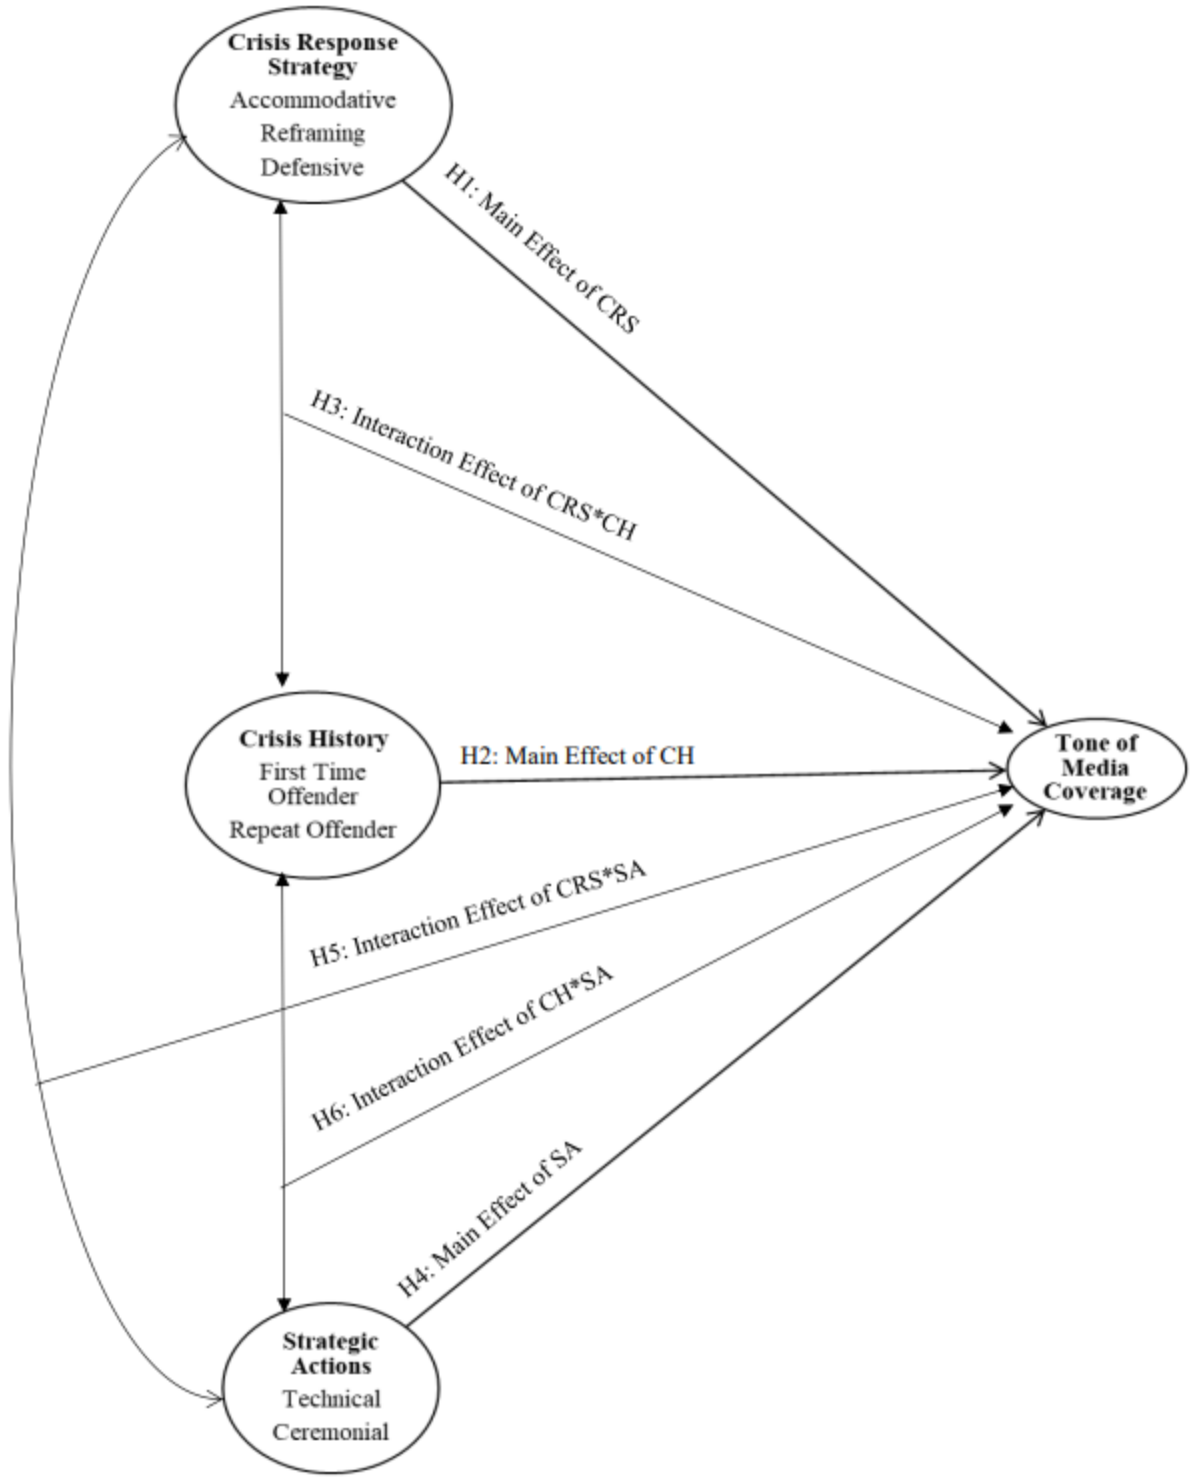 Crisis Response
Strategy
Accommodative
Reframing
Defensive
H1: Main Effect of CRS
H3: Interaction Effect of CRS*CH
Crisis History
First Time
Offender
Repeat Offender
H2: Main Effect of CH
Tone of
Media
Coverage
H5: Interaction Effect of CRS*SA
H6: Interaction Effect of CH*SA
H4: Main Effect of SA
Strategic
Actions
Technical
Ceremonial